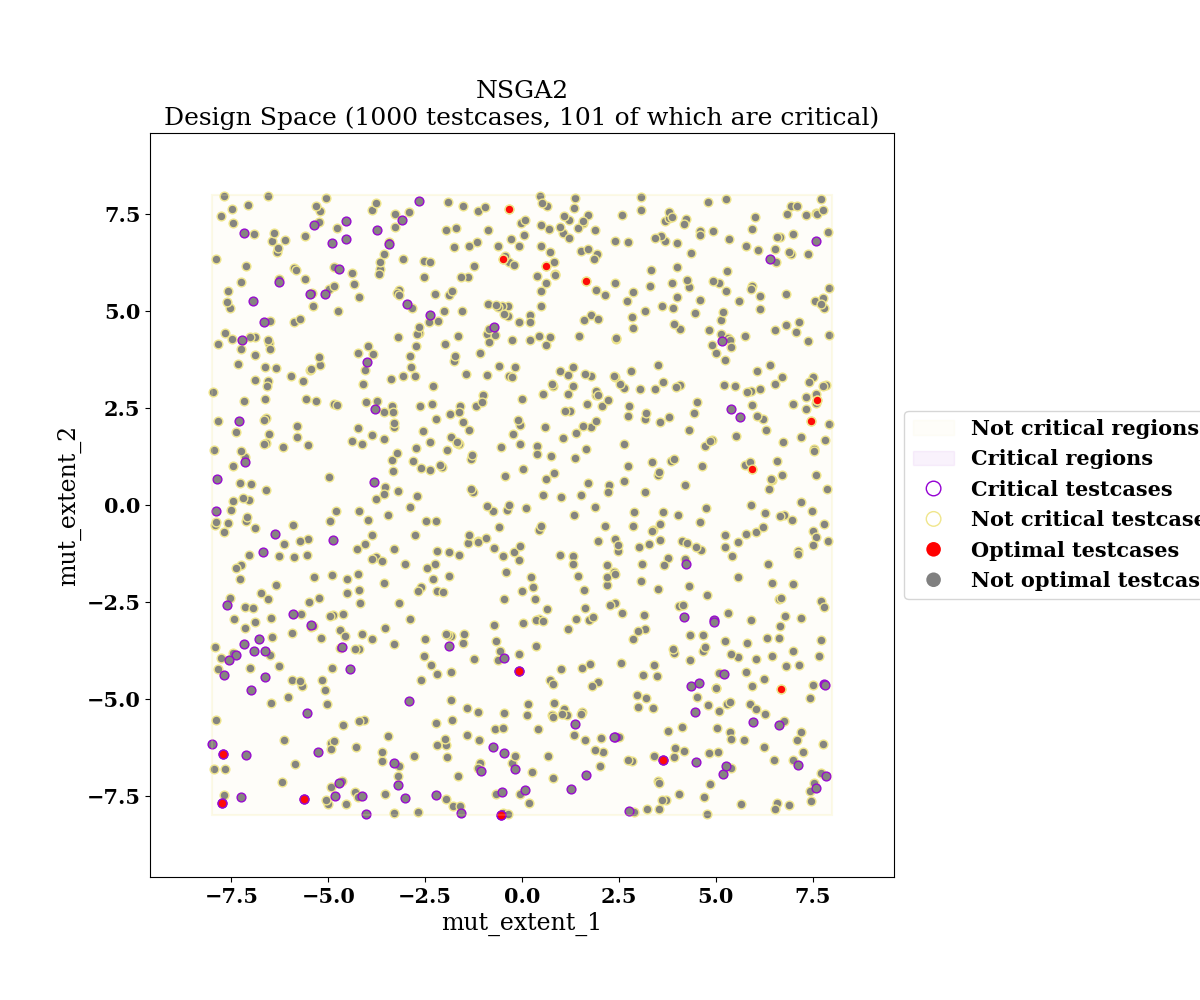 NSGA2
Design Space (1000 testcases, 101 of which are critical)
mut_extent_2
7.5
5.0
2.5
0.0
−2.5
−5.0
−7.5
−7.5
−5.0
−2.5
0.0
2.5
5.0
7.5
mut_extent_1
Not critical regions
Critical regions
Critical testcases
Not critical testcase
Optimal testcases
Not optimal testcas